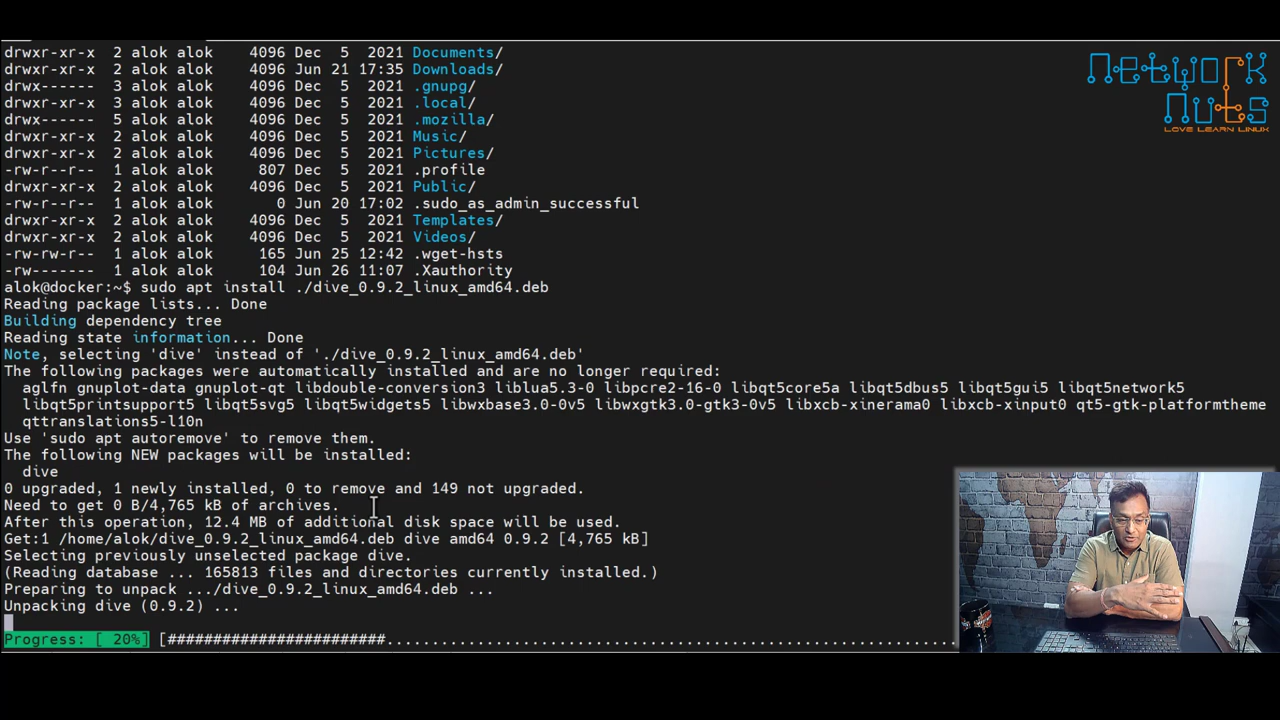 drwxr-xr-x  2 alok alok    4096 Dec  5  2021 Documents/
drwxr-xr-x  2 alok alok    4096 Jun 21 17:35 Downloads/
drwx------  3 alok alok    4096 Dec  5  2021 .gnupg/
drwxr-xr-x  3 alok alok    4096 Dec  5  2021 .local/
drwx------  5 alok alok    4096 Dec  5  2021 .mozilla/
drwxr-xr-x  2 alok alok    4096 Dec  5  2021 Music/
drwxr-xr-x  2 alok alok    4096 Dec  5  2021 Pictures/
-rw-r--r--  1 alok alok     807 Dec  5  2021 .profile
drwxr-xr-x  2 alok alok    4096 Dec  5  2021 Public/
-rw-r--r--  1 alok alok       0 Jun 20 17:02 .sudo_as_admin_successful
drwxr-xr-x  2 alok alok    4096 Dec  5  2021 Templates/
drwxr-xr-x  2 alok alok    4096 Dec  5  2021 Videos/
-rw-rw-r--  1 alok alok     165 Jun 25 12:42 .wget-hsts
-rw-------  1 alok alok     104 Jun 26 11:07 .Xauthority
alok@docker:~$ sudo apt install ./dive_0.9.2_linux_amd64.deb
Reading package lists... Done
Building dependency tree
Reading state information... Done
Note, selecting 'dive' instead of './dive_0.9.2_linux_amd64.deb'
The following packages were automatically installed and are no longer required:
  aglfn gnuplot-data gnuplot-qt libdouble-conversion3 liblua5.3-0 libpcre2-16-0 libqt5core5a libqt5dbus5 libqt5gui5 libqt5network5
  libqt5printsupport5 libqt5svg5 libqt5widgets5 libwxbase3.0-0v5 libwxgtk3.0-gtk3-0v5 libxcb-xinerama0 libxcb-xinput0 qt5-gtk-platformtheme
  qttranslations5-l10n
Use 'sudo apt autoremove' to remove them.
The following NEW packages will be installed:
  dive
0 upgraded, 1 newly installed, 0 to remove and 149 not upgraded.
Need to get 0 B/4,765 kB of archives.
After this operation, 12.4 MB of additional disk space will be used.
Get:1 /home/alok/dive_0.9.2_linux_amd64.deb dive amd64 0.9.2 [4,765 kB]
Selecting previously unselected package dive.
(Reading database ... 165813 files and directories currently installed.)
Preparing to unpack .../dive_0.9.2_linux_amd64.deb ...
Unpacking dive (0.9.2) ...
Progress: [ 20%] [########################...............................................................
Network
Nuts
LOVE LEARN LINUX